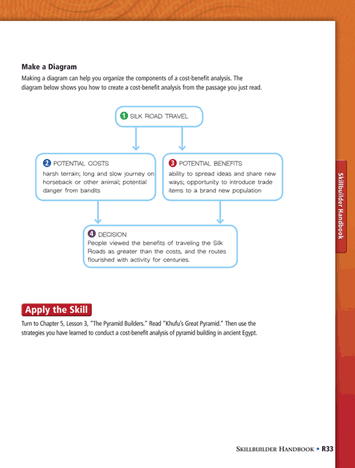 Make a Diagram
Making a diagram can help you organize the components of a cost-benefit analysis. The
diagram below shows you how to create a cost-benefit analysis from the passage you just read.
1 SILK ROAD TRAVEL
2 POTENTIAL COSTS
harsh terrain; long and slow journey on
horseback or other animal; potential
danger from bandits
3 POTENTIAL BENEFITS
ability to spread ideas and share new
ways; opportunity to introduce trade
items to a brand new population
4 DECISION
People viewed the benefits of traveling the Silk
Roads as greater than the costs, and the routes
flourished with activity for centuries.
Skillbuilder Handbook
Apply the Skill
Turn to Chapter 5, Lesson 3, "The Pyramid Builders." Read "Khufu's Great Pyramid." Then use the
strategies you have learned to conduct a cost-benefit analysis of pyramid building in ancient Egypt.
SKILLBUILDER HANDBOOK • R33